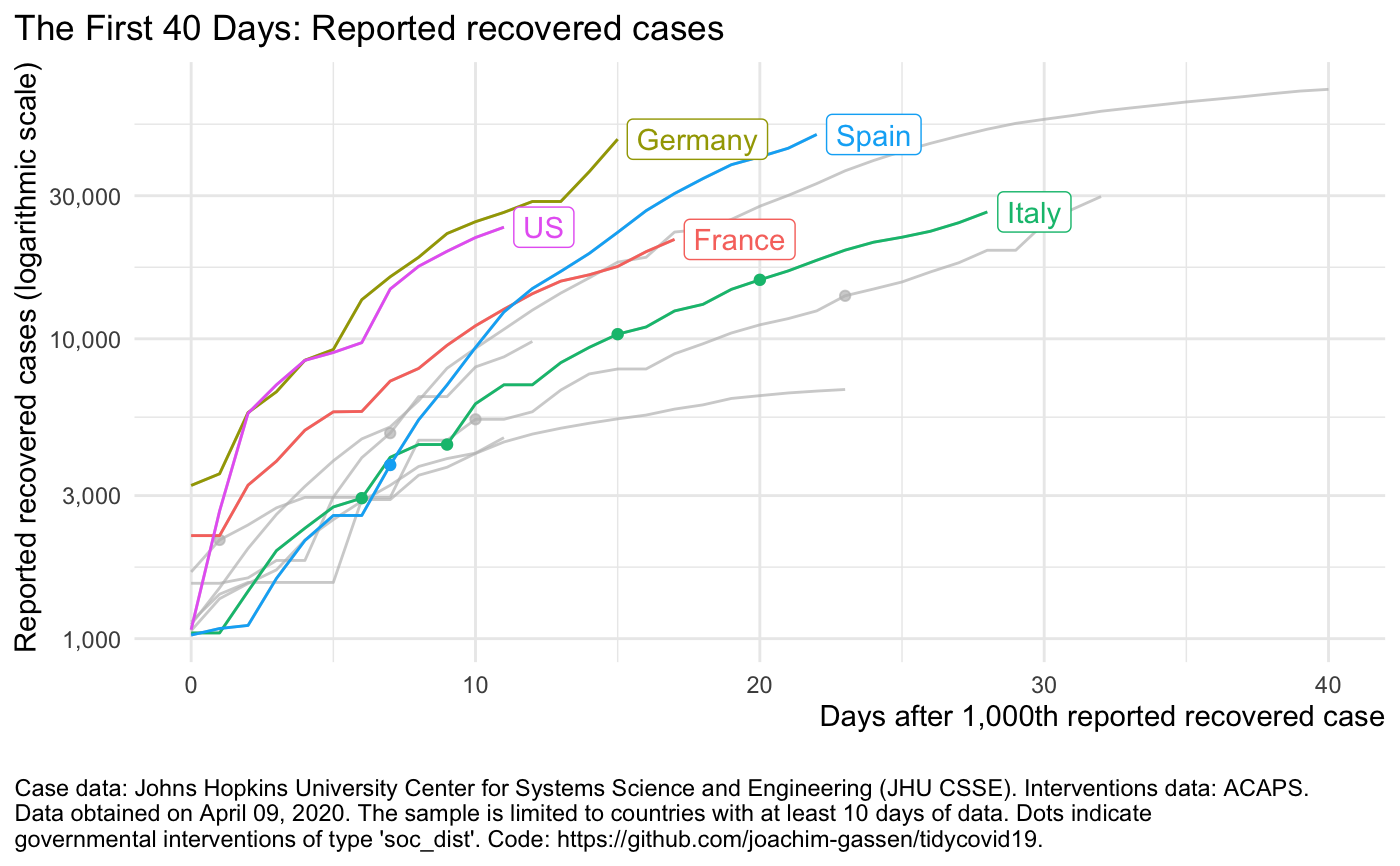 The First 40 Days: Reported recovered cases
Reported recovered cases (logarithmic scale)
30,000
10,000
3,000
1,000
Germany
Spain
US
France
Italy
0
10
20
30
40
Days after 1,000th reported recovered case
Case data: Johns Hopkins University Center for Systems Science and Engineering (JHU CSSE). Interventions data: ACAPS.
Data obtained on April 09, 2020. The sample is limited to countries with at least 10 days of data. Dots indicate
governmental interventions of type 'soc_dist'. Code: https://github.com/joachim-gassen/tidycovid19.